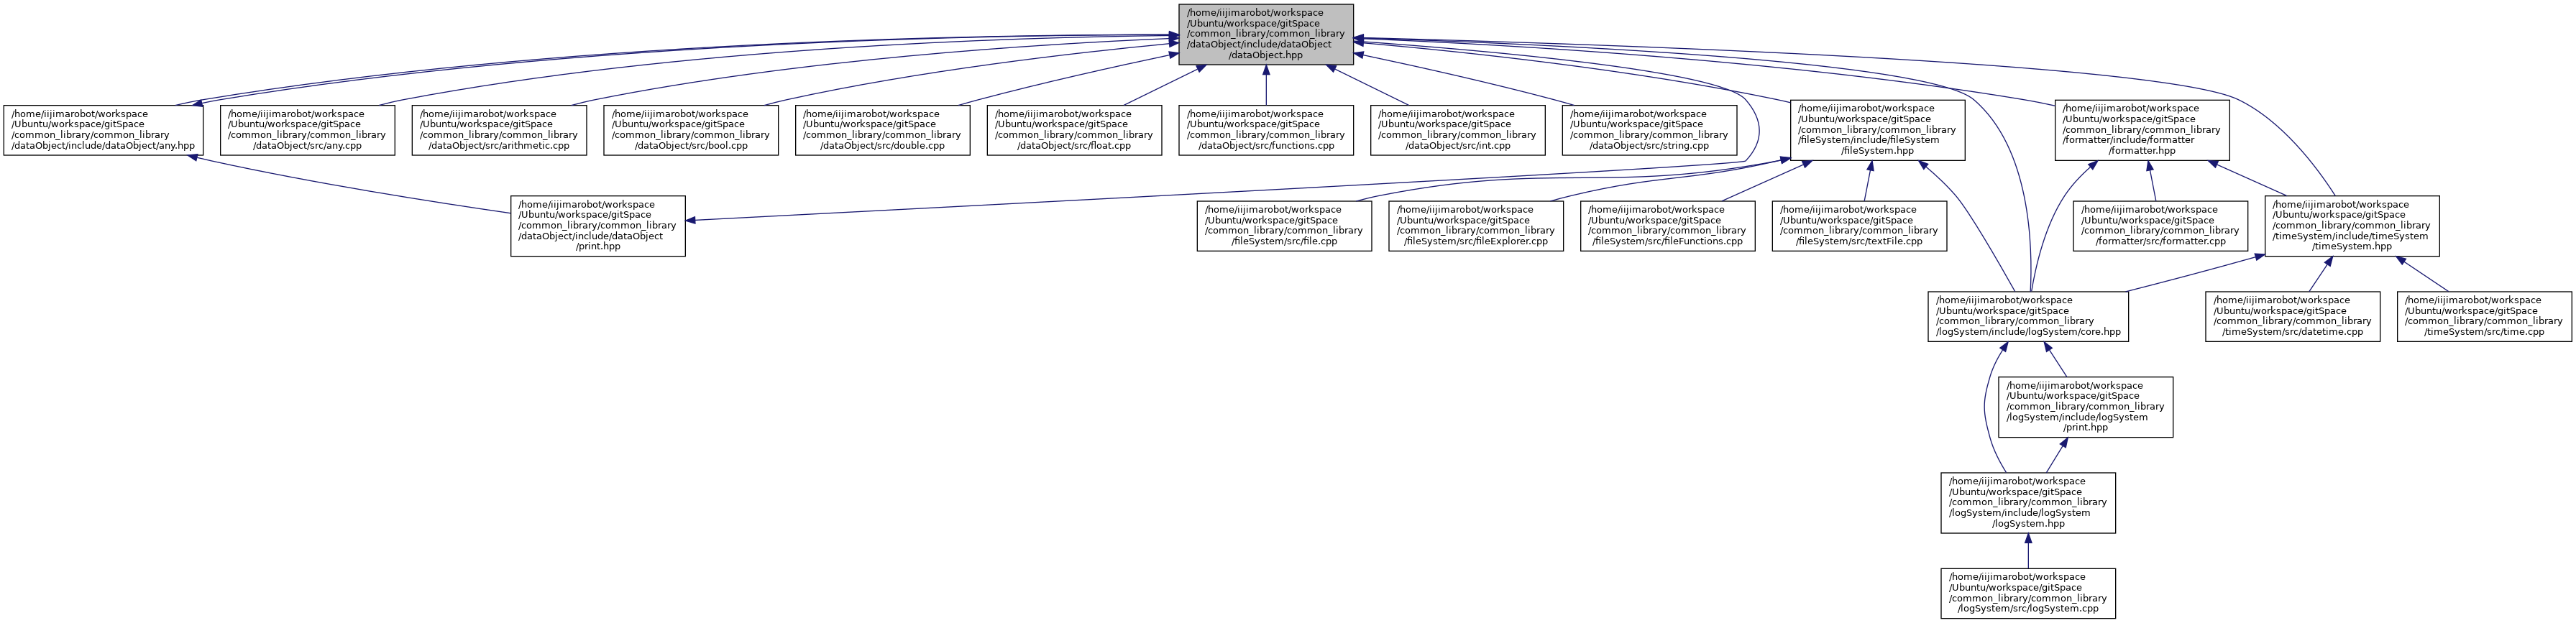 /home/iijimarobot/workspace
/Ubuntu/workspace/gitSpace
/common_library/common_library
/dataObject/include/dataObject
/dataObject.hpp
/home/iijimarobot/workspace
/Ubuntu/workspace/gitSpace
/common_library/common_library
/dataObject/include/dataObject/any.hpp
/home/iijimarobot/workspace
/Ubuntu/workspace/gitSpace
/common_library/common_library
/dataObject/src/any.cpp
/home/iijimarobot/workspace
/Ubuntu/workspace/gitSpace
/common_library/common_library
/dataObject/src/arithmetic.cpp
/home/iijimarobot/workspace
/Ubuntu/workspace/gitSpace
/common_library/common_library
/dataObject/src/bool.cpp
/home/iijimarobot/workspace
/Ubuntu/workspace/gitSpace
/common_library/common_library
/dataObject/src/double.cpp
/home/iijimarobot/workspace
/Ubuntu/workspace/gitSpace
/common_library/common_library
/dataObject/src/float.cpp
/home/iijimarobot/workspace
/Ubuntu/workspace/gitSpace
/common_library/common_library
/dataObject/src/functions.cpp
/home/iijimarobot/workspace
/Ubuntu/workspace/gitSpace
/common_library/common_library
/dataObject/src/int.cpp
/home/iijimarobot/workspace
/Ubuntu/workspace/gitSpace
/common_library/common_library
/dataObject/src/string.cpp
/home/iijimarobot/workspace
/Ubuntu/workspace/gitSpace
/common_library/common_library
/fileSystem/include/fileSystem
/fileSystem.hpp
/home/iijimarobot/workspace
/Ubuntu/workspace/gitSpace
/common_library/common_library
/formatter/include/formatter
/formatter.hpp
/home/iijimarobot/workspace
/Ubuntu/workspace/gitSpace
/common_library/common_library
/dataObject/include/dataObject
/print.hpp
/home/iijimarobot/workspace
/Ubuntu/workspace/gitSpace
/common_library/common_library
/fileSystem/src/file.cpp
/home/iijimarobot/workspace
/Ubuntu/workspace/gitSpace
/common_library/common_library
/fileSystem/src/fileExplorer.cpp
/home/iijimarobot/workspace
/Ubuntu/workspace/gitSpace
/common_library/common_library
/fileSystem/src/fileFunctions.cpp
/home/iijimarobot/workspace
/Ubuntu/workspace/gitSpace
/common_library/common_library
/fileSystem/src/textFile.cpp
/home/iijimarobot/workspace
/Ubuntu/workspace/gitSpace
/common_library/common_library
/formatter/src/formatter.cpp
/home/iijimarobot/workspace
/Ubuntu/workspace/gitSpace
/common_library/common_library
/timeSystem/include/timeSystem
/timeSystem.hpp
/home/iijimarobot/workspace
/Ubuntu/workspace/gitSpace
/common_library/common_library
/logSystem/include/logSystem/core.hpp
/home/iijimarobot/workspace
/Ubuntu/workspace/gitSpace
/common_library/common_library
/timeSystem/src/datetime.cpp
/home/iijimarobot/workspace
/Ubuntu/workspace/gitSpace
/common_library/common_library
/timeSystem/src/time.cpp
/home/iijimarobot/workspace
/Ubuntu/workspace/gitSpace
/common_library/common_library
/logSystem/include/logSystem
/print.hpp
/home/iijimarobot/workspace
/Ubuntu/workspace/gitSpace
/common_library/common_library
/logSystem/include/logSystem
/logSystem.hpp
/home/iijimarobot/workspace
/Ubuntu/workspace/gitSpace
/common_library/common_library
/logSystem/src/logSystem.cpp